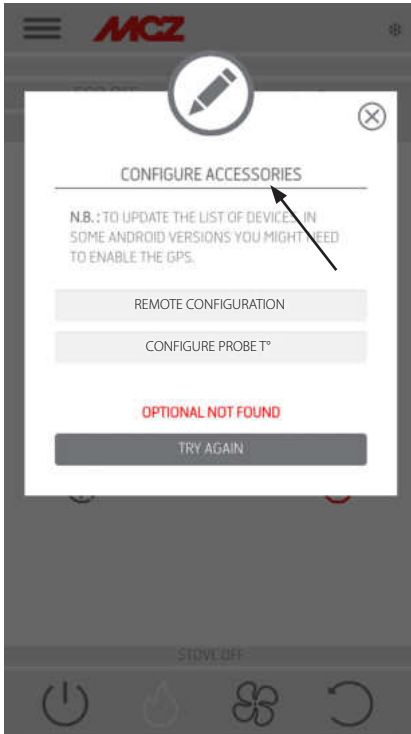 MCZ
CONFIGURE ACCESSORIES
N.B. : TO UPDATE THE LIST OF DEVICES, IN
SOME ANDROID VERSIONS YOU MIGHT NEED
TO ENABLE THE GPS.
REMOTE CONFIGURATION
CONFIGURE PROBE T°
OPTIONAL NOT FOUND
TRY AGAIN
STOVE OFF